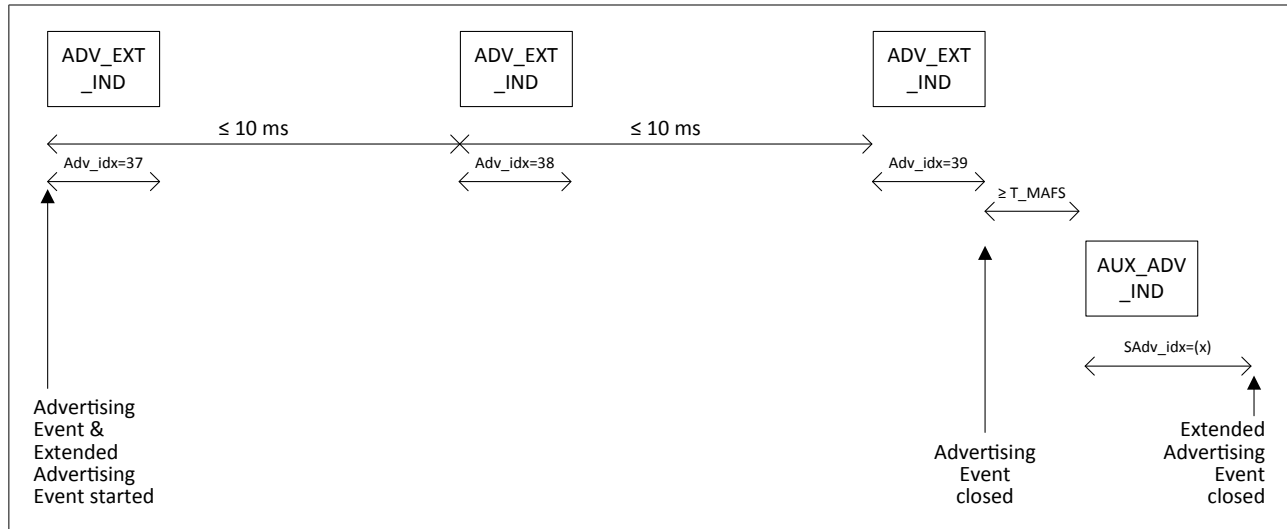 ADV_EXT
_IND
ADV_EXT
_IND
ADV_EXT
_IND
≤ 10 ms
≤ 10 ms
Adv_idx=37
Adv_idx=38
Adv_idx=39
≥ T_MAFS
AUX_ADV
_IND
SAdv_idx=(x)
Advertising
Event &
Extended
Advertising
Event started
Advertising
Event
closed
Extended
Advertising
Event
closed